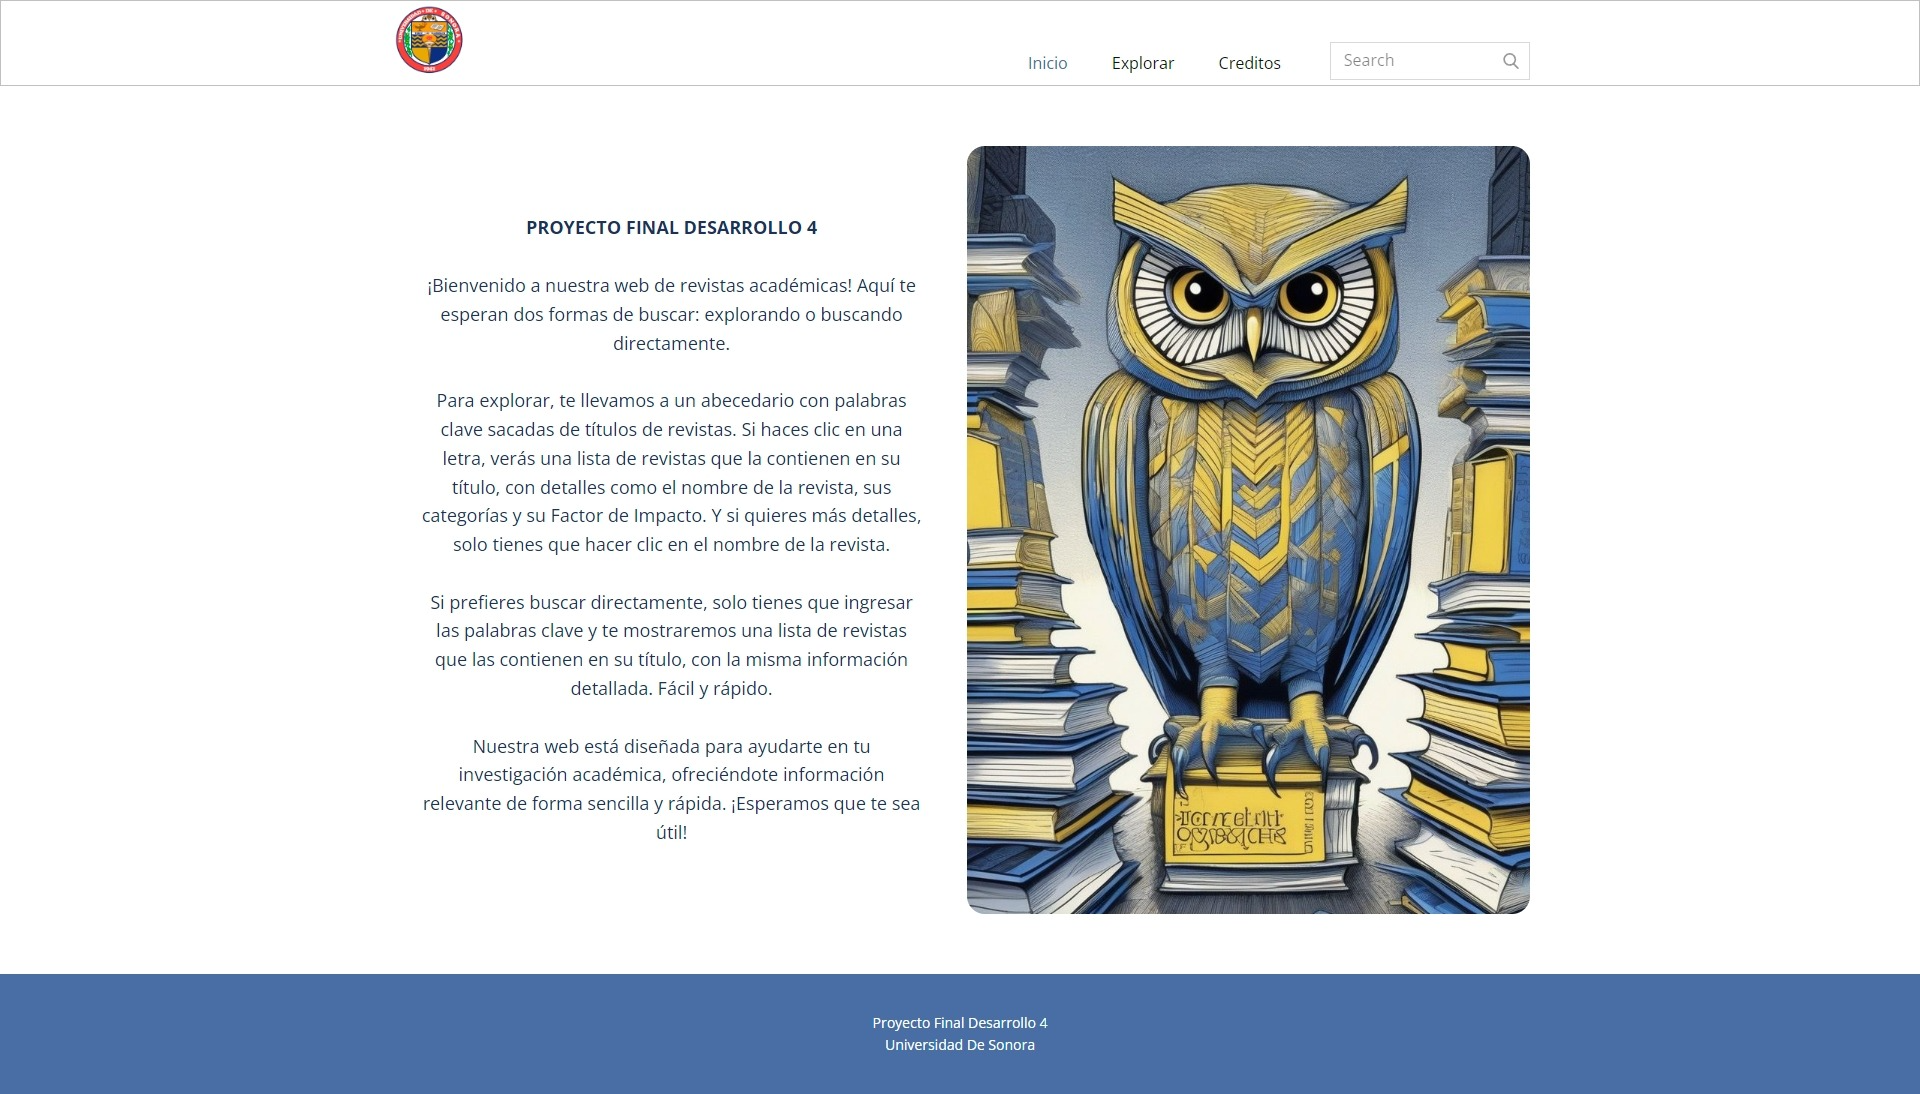 UNIVERSIDAD DE SONORA
1942
Inicio
Explorar
Creditos
Search
PROYECTO FINAL DESARROLLO 4
¡Bienvenido a nuestra web de revistas académicas! Aquí te
esperan dos formas de buscar: explorando o buscando
directamente.
Para explorar, te llevamos a un abecedario con palabras
clave sacadas de títulos de revistas. Si haces clic en una
letra, verás una lista de revistas que la contienen en su
título, con detalles como el nombre de la revista, sus
categorías y su Factor de Impacto. Y si quieres más detalles,
solo tienes que hacer clic en el nombre de la revista.
Si prefieres buscar directamente, solo tienes que ingresar
las palabras clave y te mostraremos una lista de revistas
que las contienen en su título, con la misma información
detallada. Fácil y rápido.
Nuestra web está diseñada para ayudarte en tu
investigación académica, ofreciéndote información
relevante de forma sencilla y rápida. ¡Esperamos que te sea
útil!
Proyecto Final Desarrollo 4
Universidad De Sonora